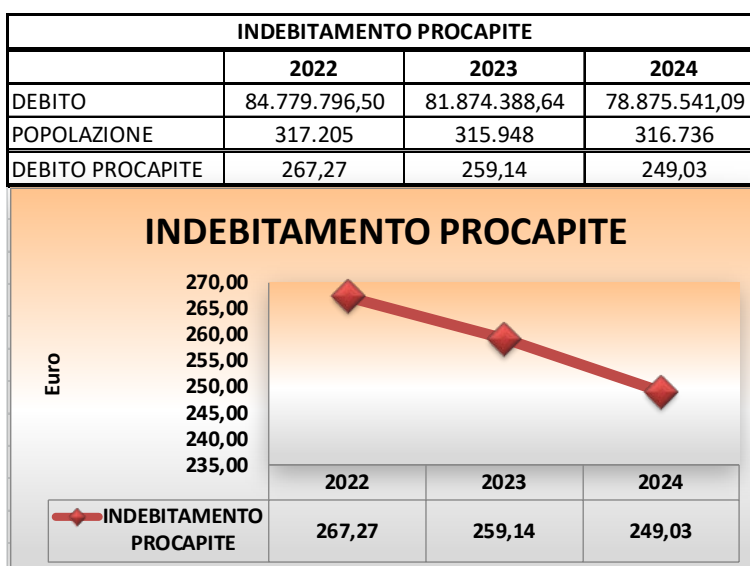 INDEBITAMENTO PROCAPITE
2022 2023 2024
DEBITO 84.779.796,50 81.874.388,64 78.875.541,09
POPOLAZIONE 317.205 315.948 316.736
DEBITO PROCAPITE 267,27 259,14 249,03
INDEBITAMENTO PROCAPITE
270,00
265,00
260,00
255,00
250,00
245,00
240,00
235,00
Euro
2022 2023 2024
INDEBITAMENTO
PROCAPITE
267,27 259,14 249,03